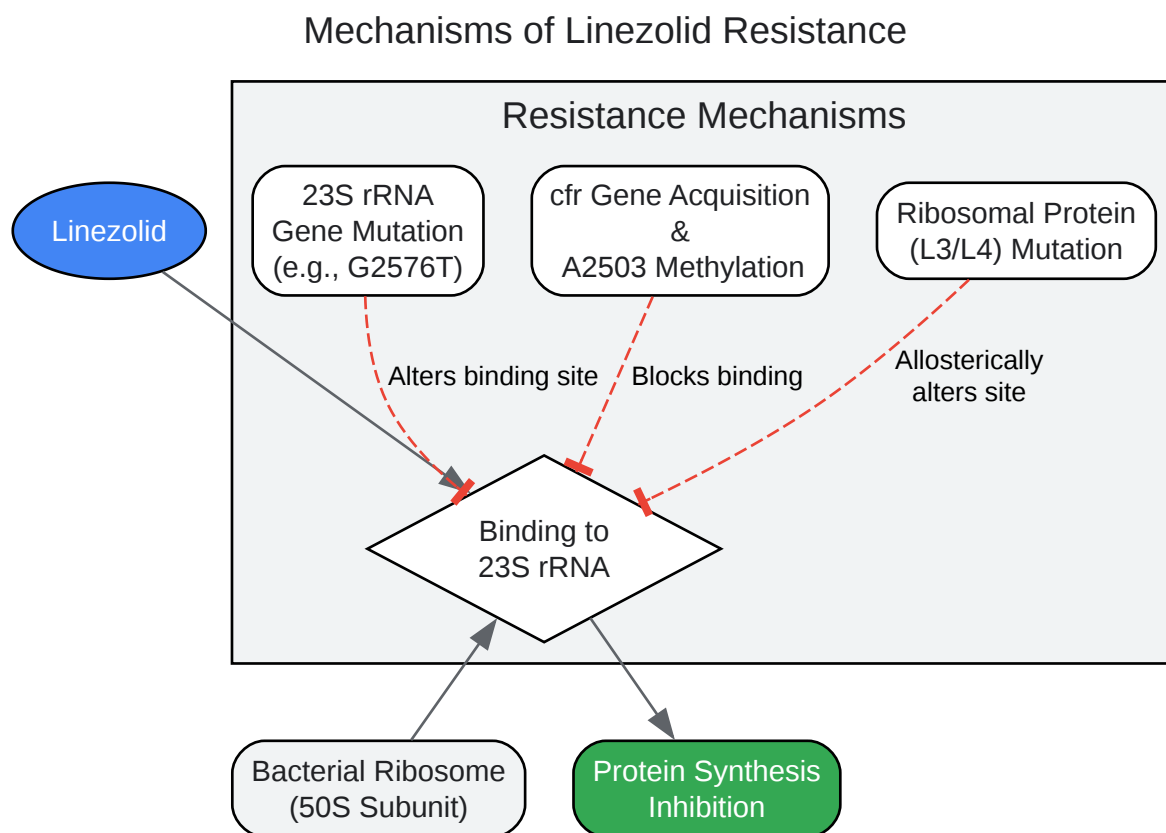 Mechanisms of Linezolid Resistance
Resistance Mechanisms
Linezolid
23S rRNA
Gene Mutation
(e.g., G2576T)
cfr Gene Acquisition
&
A2503 Methylation
Ribosomal Protein
(L3/L4) Mutation
Alters binding site
Blocks binding
Allosterically
alters site
Binding to
23S rRNA
Bacterial Ribosome
(50S Subunit)
Protein Synthesis
Inhibition